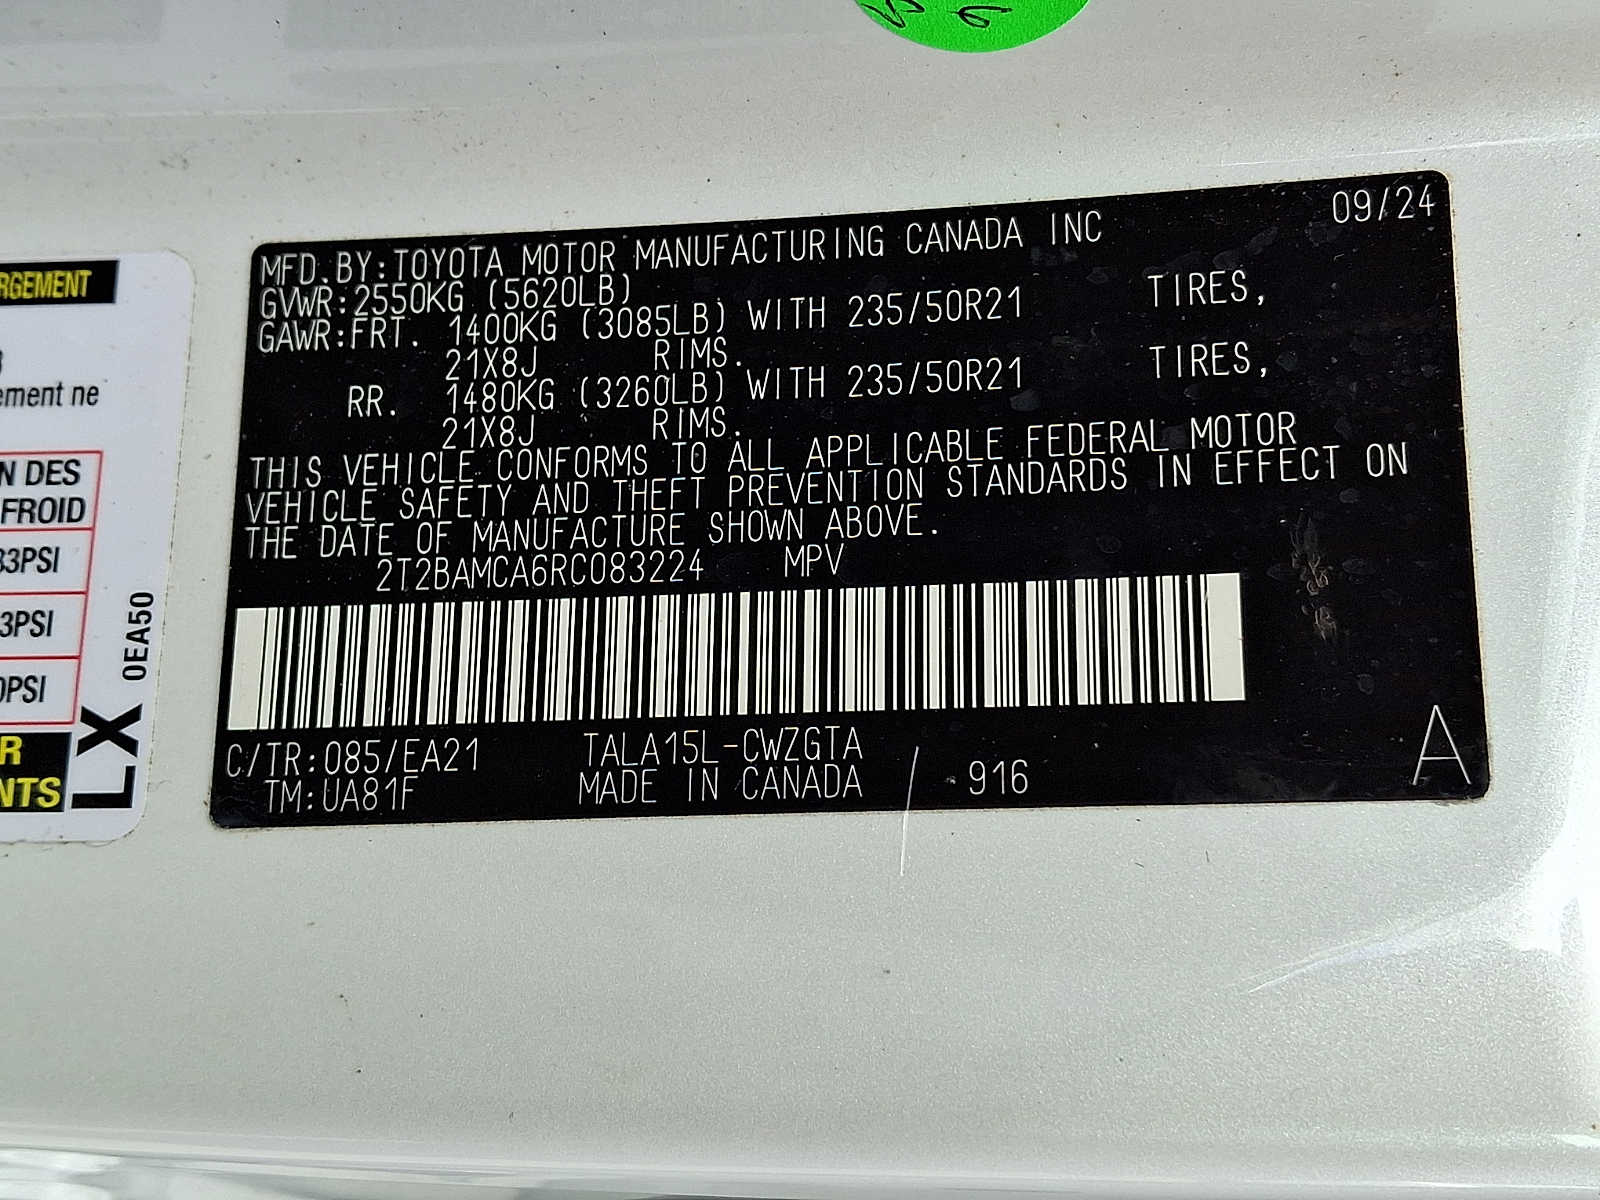 MFD.BY:TOYOTA MOTOR MANUFACTURING CANADA INC 09/24
GVWR:2550KG (5620LB)
GAWR:FRT. 1400KG (3085LB) WITH 235/50R21 TIRES,
21X8J RIMS.
RR. 1480KG (3260LB) WITH 235/50R21 TIRES,
21X8J RIMS.
THIS VEHICLE CONFORMS TO ALL APPLICABLE FEDERAL MOTOR
VEHICLE SAFETY AND THEFT PREVENTION STANDARDS IN EFFECT ON
THE DATE OF MANUFACTURE SHOWN ABOVE.
2T2BAMCA6RC083224 MPV
C/TR:085/EA21 TALA15L-CWZGTA
TM:UA81F MADE IN CANADA 916
A
RGEMENT
ement ne
N DES
FROID
33PSI
3PSI
0PSI
R
NTS
LX 0EA50